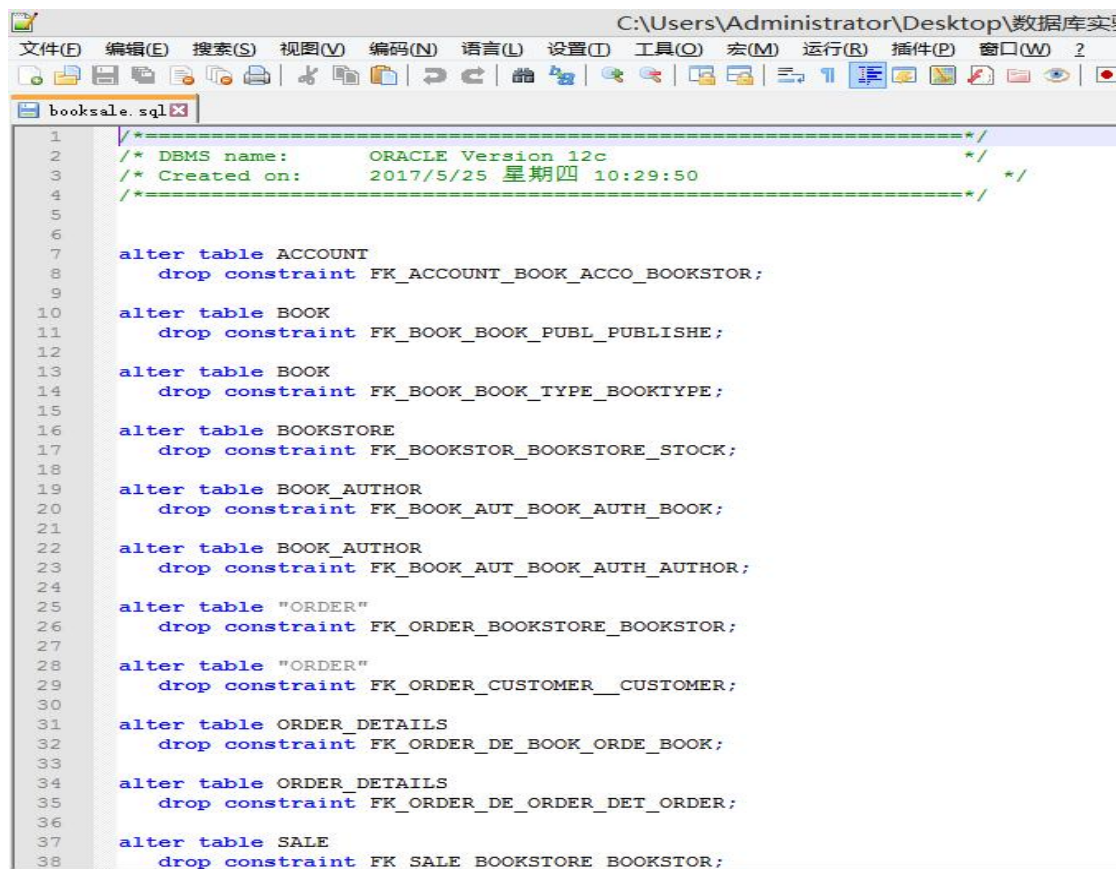 C:\Users\Administrator\Desktop\数据库实验
文件(F) 编辑(E) 搜索(S) 视图(V) 编码(N) 语言(L) 设置(T) 工具(O) 宏(M) 运行(R) 插件(P) 窗口(W) ?
booksale.sql
1 /*==============================================================*/
2 /* DBMS name:      ORACLE Version 12c                           */
3 /* Created on:     2017/5/25 星期四 10:29:50                       */
4 /*==============================================================*/
5
6
7 alter table ACCOUNT
8    drop constraint FK_ACCOUNT_BOOK_ACCO_BOOKSTOR;
9
10 alter table BOOK
11    drop constraint FK_BOOK_BOOK_PUBL_PUBLISHE;
12
13 alter table BOOK
14    drop constraint FK_BOOK_BOOK_TYPE_BOOKTYPE;
15
16 alter table BOOKSTORE
17    drop constraint FK_BOOKSTOR_BOOKSTORE_STOCK;
18
19 alter table BOOK_AUTHOR
20    drop constraint FK_BOOK_AUT_BOOK_AUTH_BOOK;
21
22 alter table BOOK_AUTHOR
23    drop constraint FK_BOOK_AUT_BOOK_AUTH_AUTHOR;
24
25 alter table "ORDER"
26    drop constraint FK_ORDER_BOOKSTORE_BOOKSTOR;
27
28 alter table "ORDER"
29    drop constraint FK_ORDER_CUSTOMER__CUSTOMER;
30
31 alter table ORDER_DETAILS
32    drop constraint FK_ORDER_DE_BOOK_ORDE_BOOK;
33
34 alter table ORDER_DETAILS
35    drop constraint FK_ORDER_DE_ORDER_DET_ORDER;
36
37 alter table SALE
38    drop constraint FK_SALE_BOOKSTORE_BOOKSTOR;